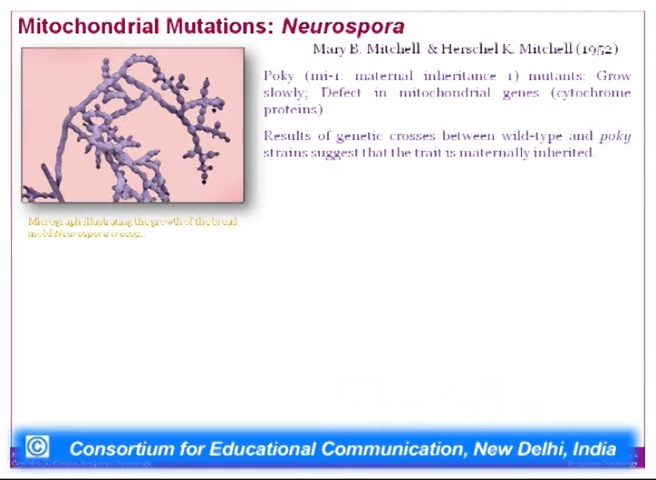 Mitochondrial Mutations: Neurospora
Mary B. Mitchell & Herschel K. Mitchell (1952)
Poky (mi-1: maternal inheritance 1) mutants: Grow
slowly; Defect in mitochondrial genes (cytochrome
proteins)
Results of genetic crosses between wild-type and poky
strains suggest that the trait is maternally inherited.
Micrograph illustrating the growth of the bread
mold Neurospora crassa.
© Consortium for Educational Communication, New Delhi, India